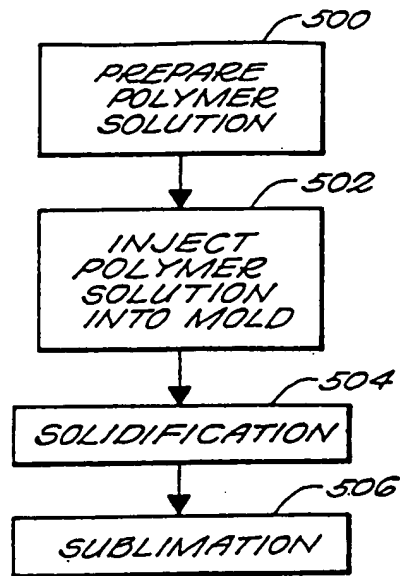 500
PREPARE
POLYMER
SOLUTION
502
INJECT
POLYMER
SOLUTION
INTO MOLD
504
SOLIDIFICATION
506
SUBLIMATION